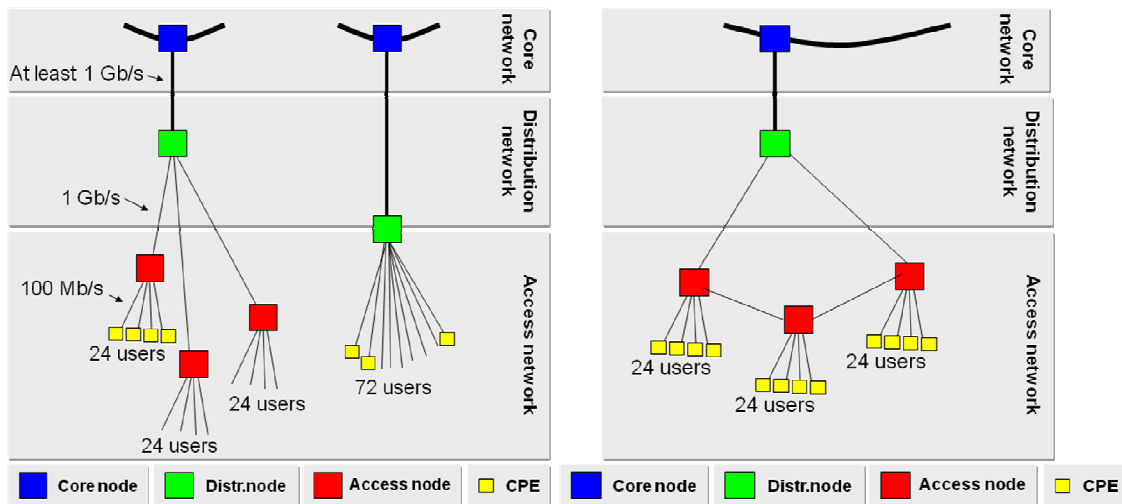 Core
network
At least 1 Gb/s
Distribution
network
1 Gb/s
Access network
100 Mb/s
24 users
24 users
24 users
72 users
Core node
Distr.node
Access node
CPE
Core
network
Distribution
network
Access network
24 users
24 users
24 users
Core node
Distr.node
Access node
CPE